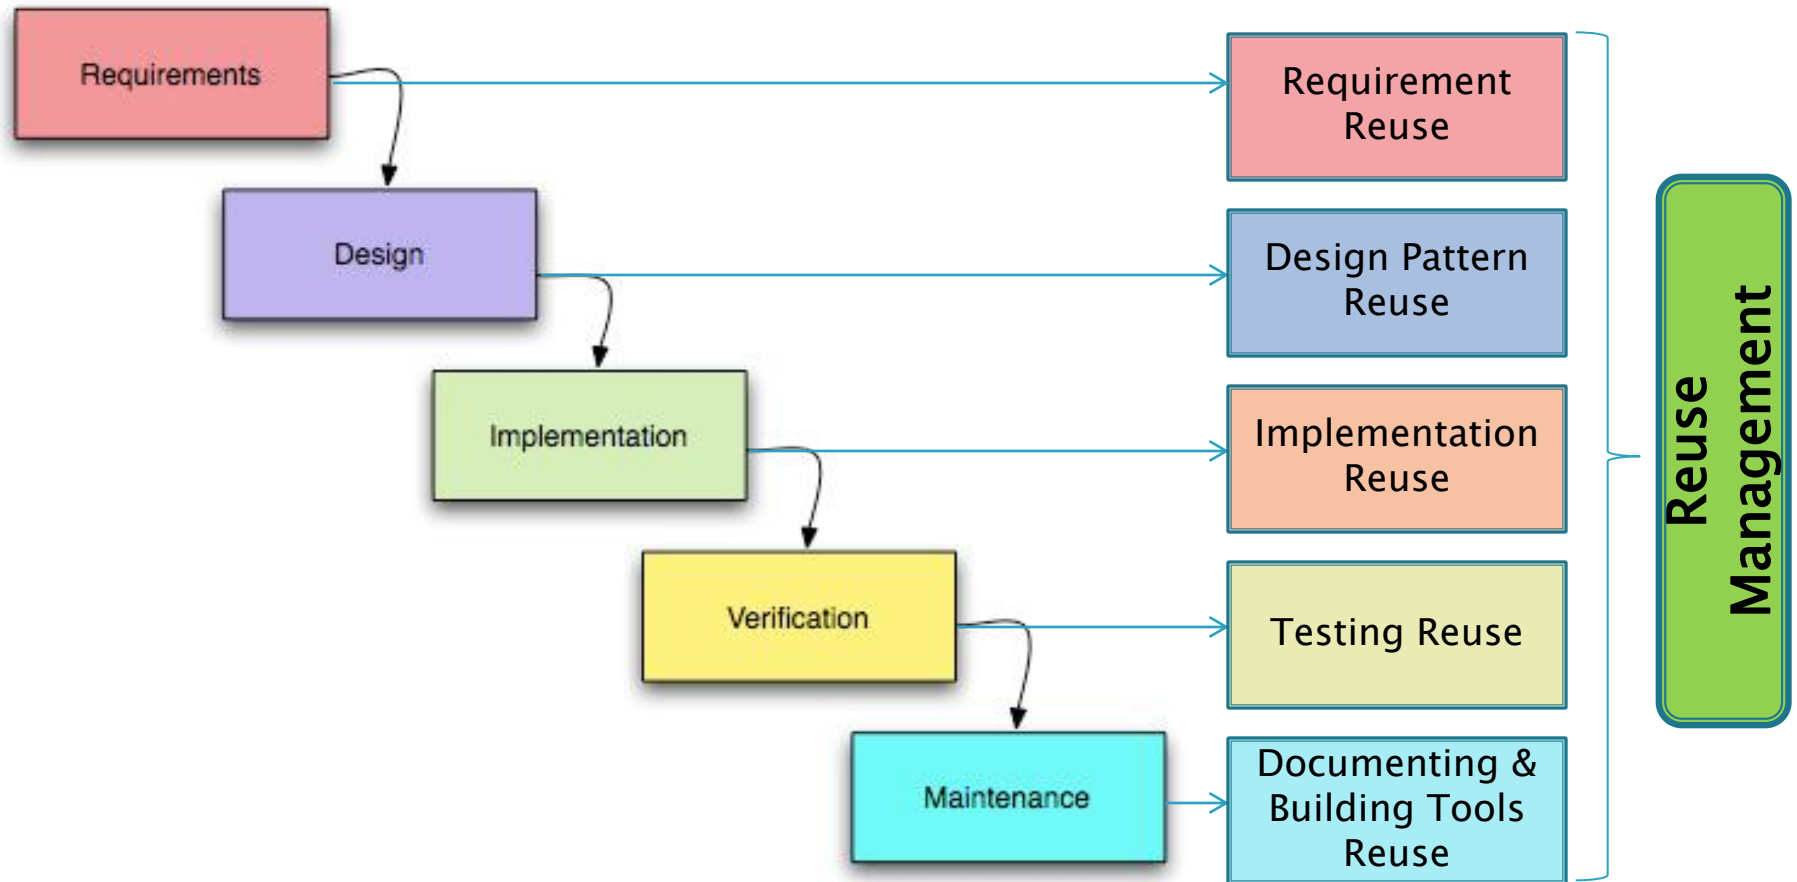 Requirements
Requirement
Reuse
Design
Design Pattern
Reuse
Implementation
Implementation
Reuse
Verification
Testing Reuse
Maintenance
Documenting &
Building Tools
Reuse
Reuse
Management